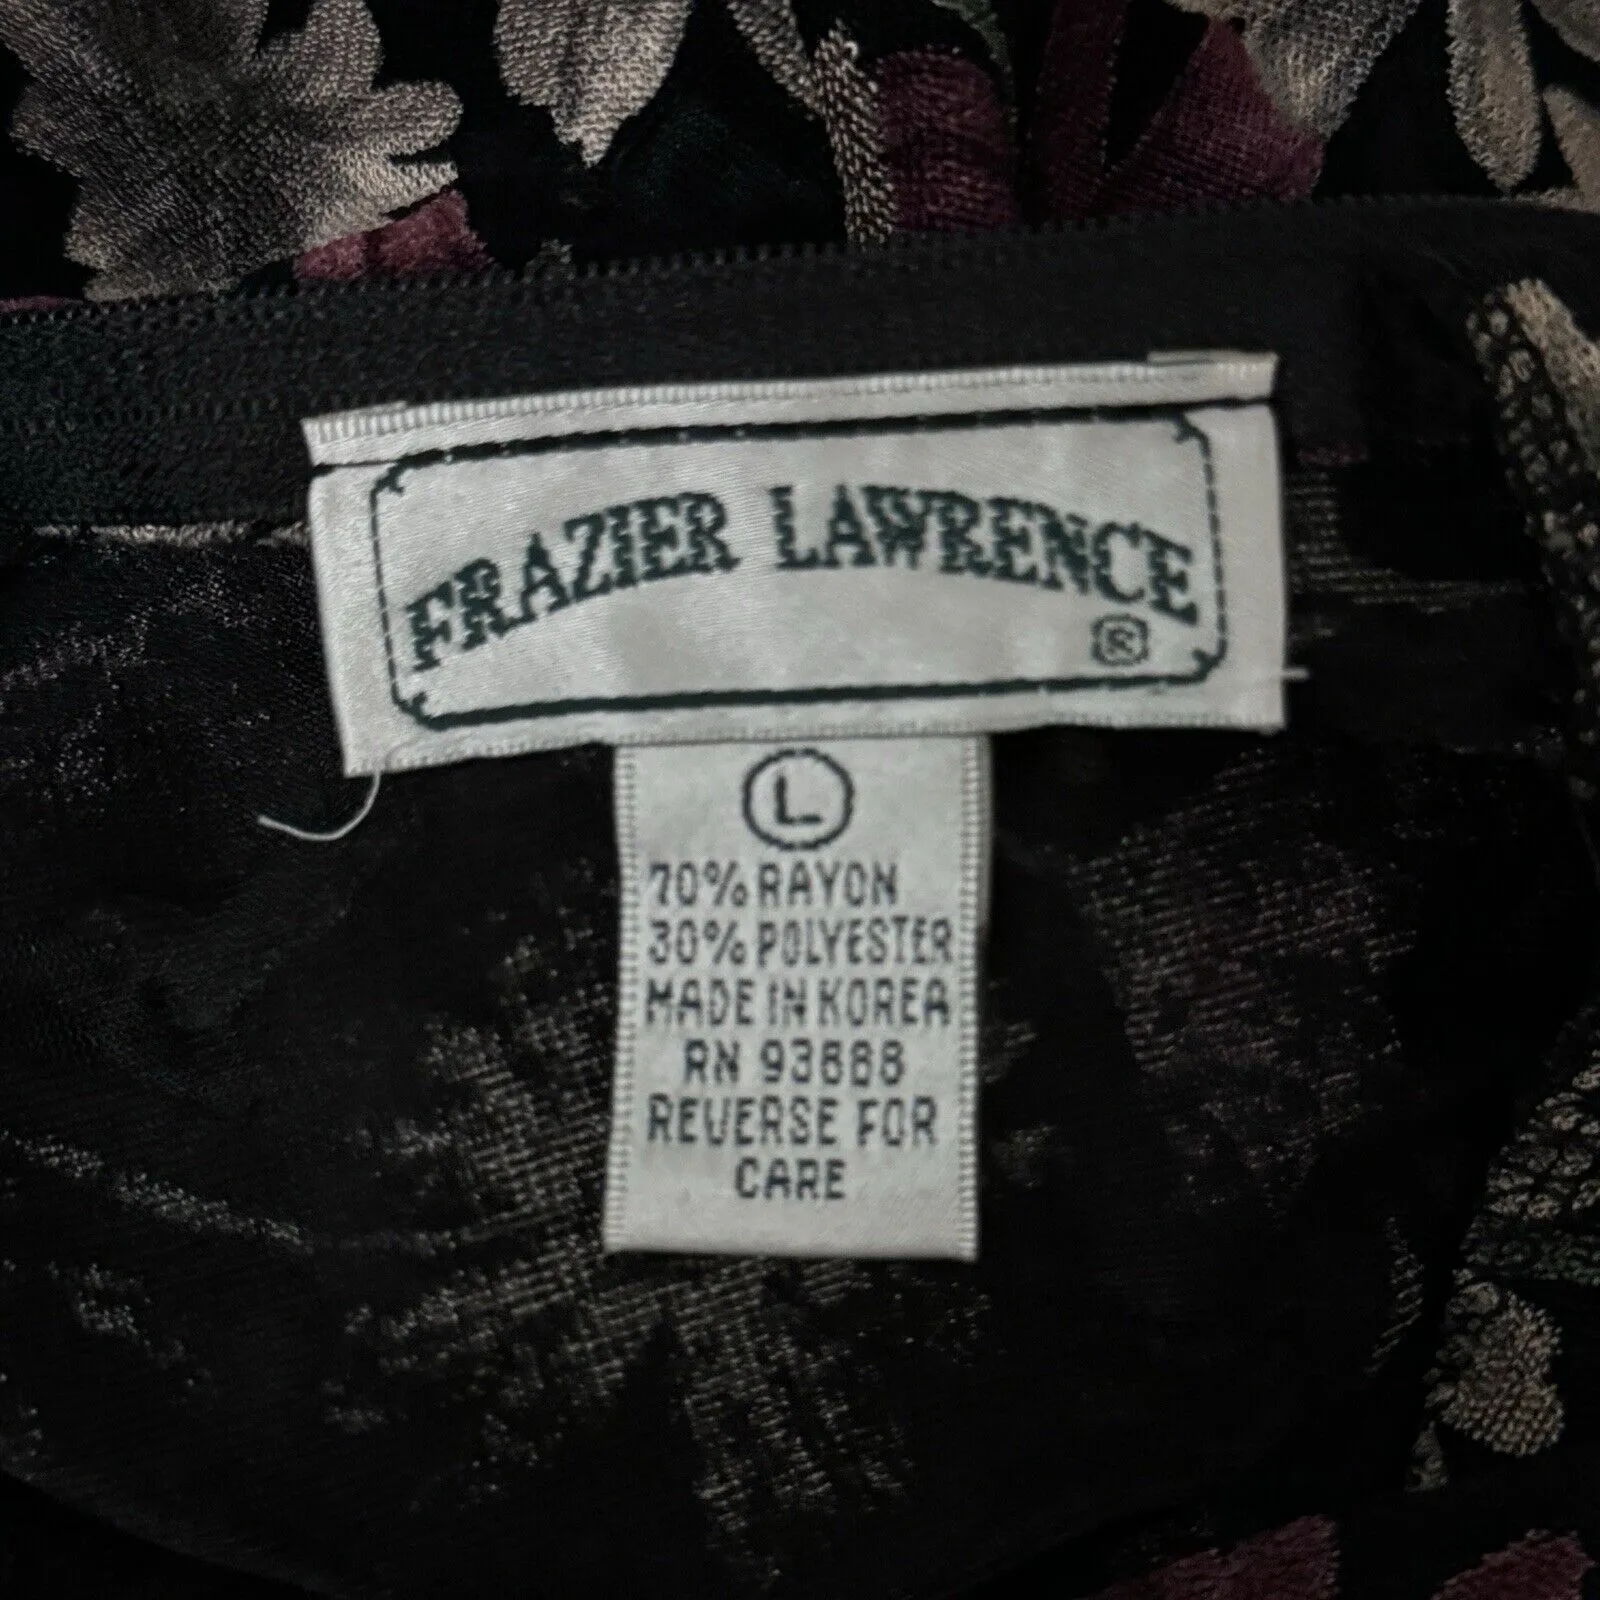 FRAZIER LAWRENCE
®
L
70% RAYON
30% POLYESTER
MADE IN KOREA
RN 93888
REVERSE FOR
CARE